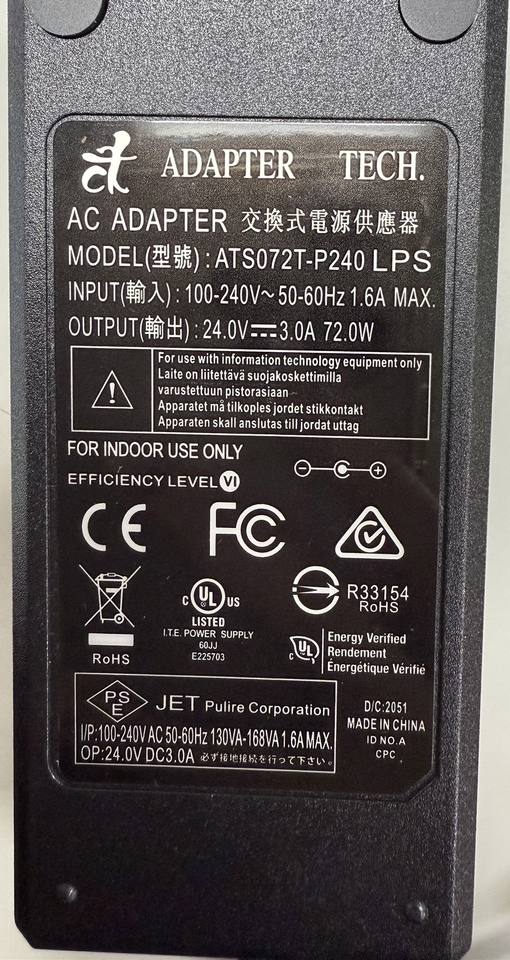 ADAPTER TECH.
AC ADAPTER 交換式電源供應器
MODEL(型號) : ATS072T-P240 LPS
INPUT(輸入) : 100-240V~ 50-60Hz 1.6A MAX.
OUTPUT(輸出) : 24.0V⎓3.0A 72.0W
For use with information technology equipment only
Laite on liitettävä suojakoskettimilla
varustettuun pistorasiaan
Apparatet må tilkoples jordet stikkontakt
Apparaten skall anslutas till jordat uttag
FOR INDOOR USE ONLY
EFFICIENCY LEVEL VI
CE FC
RoHS
C UL US
LISTED
I.T.E. POWER SUPPLY
60JJ
E225703
R33154
RoHS
c UL
Energy Verified
Rendement
Énergétique Vérifié
PS
E
JET Pulire Corporation
I/P:100-240V AC 50-60Hz 130VA-168VA 1.6A MAX.
OP:24.0V DC3.0A 必ず接地接続を行って下さい。
D/C:2051
MADE IN CHINA
ID NO.A
CPC